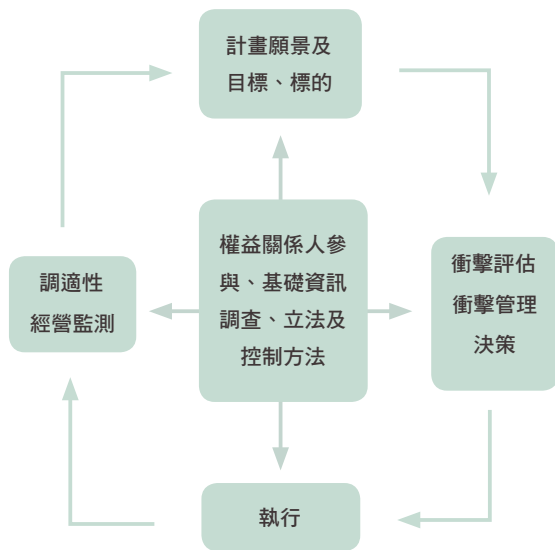 計畫願景及
目標、標的
權益關係人參
與、基礎資訊
調查、立法及
控制方法
調適性
經營監測
衝擊評估
衝擊管理
決策
執行